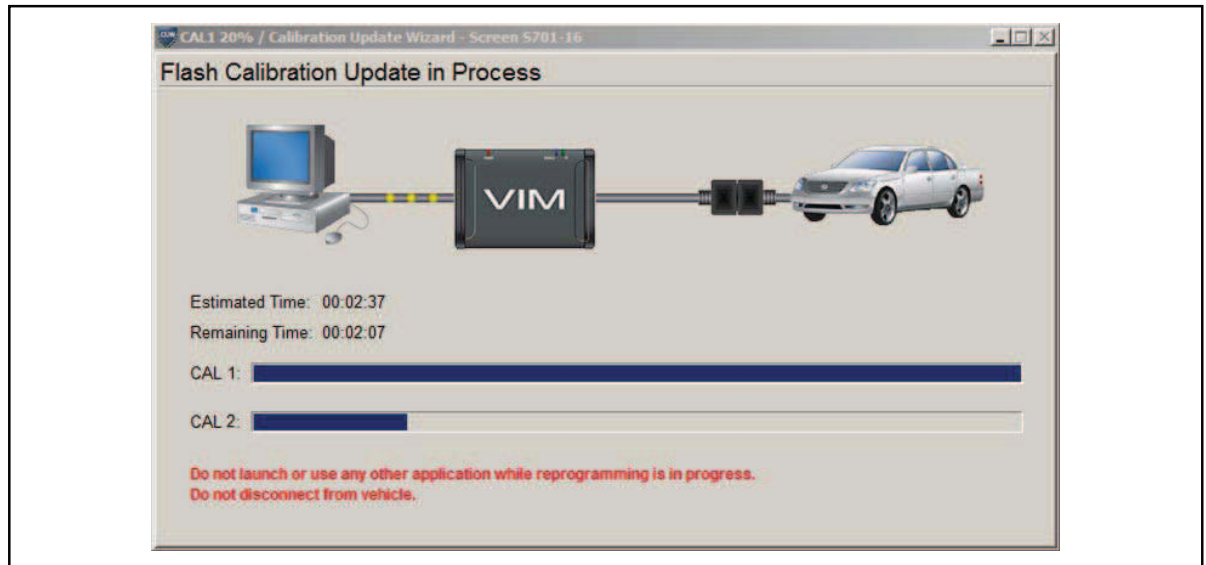 CUW
CAL1 20% / Calibration Update Wizard - Screen S701-16
Flash Calibration Update in Process
VIM
Estimated Time: 00:02:37
Remaining Time: 00:02:07
CAL 1:
CAL 2:
Do not launch or use any other application while reprogramming is in progress.
Do not disconnect from vehicle.